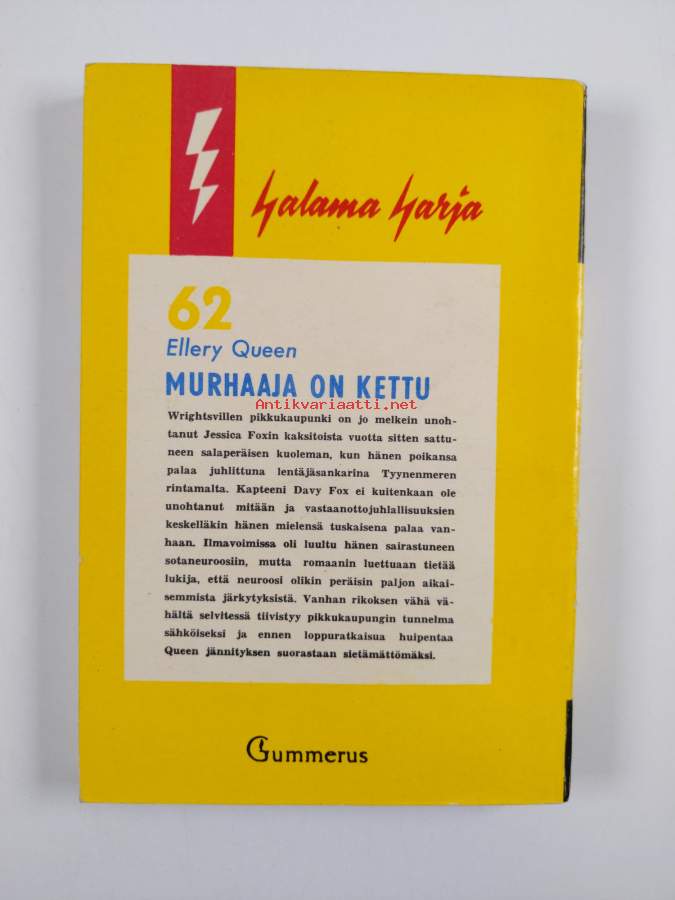 Salama Sarja
62
Ellery Queen
MURHAAJA ON KETTU
Antikvariaatti.net
Wrightsvillen pikkukaupunki on jo melkein unoh-
tanut Jessica Foxin kaksitoista vuotta sitten sattu-
neen salaperäisen kuoleman, kun hänen poikansa
palaa juhlittuna lentäjäsankarina Tyynenmeren
rintamalta. Kapteeni Davy Fox ei kuitenkaan ole
unohtanut mitään ja vastaanottojuhlallisuuksien
keskelläkin hänen mielensä tuskaisena palaa van-
haan. Ilmavoimissa oli luultu hänen sairastuneen
sotaneuroosiin, mutta romaanin luettuaan tietää
lukija, että neuroosi olikin peräisin paljon aikai-
semmista järkytyksistä. Vanhan rikoksen vähä vä-
hältä selvitessä tiivistyy pikkukaupungin tunnelma
sähköiseksi ja ennen loppuratkaisua huipentaa
Queen jännityksen suorastaan sietämättömäksi.
Gummerus